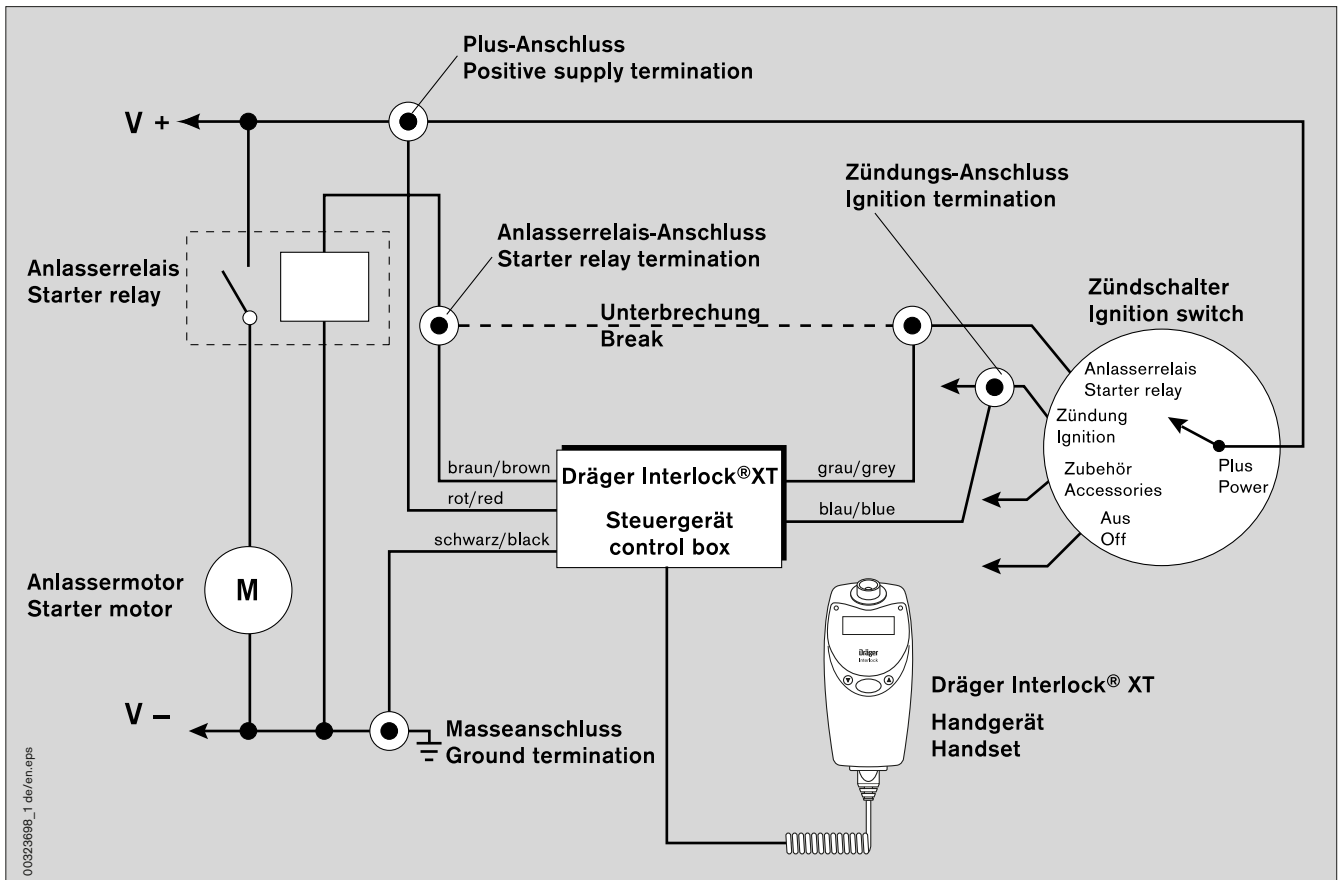 Plus-Anschluss
Positive supply termination
V +
Zündungs-Anschluss
Ignition termination
Anlasserrelais-Anschluss
Starter relay termination
Anlasserrelais
Starter relay
Unterbrechung
Break
Zündschalter
Ignition switch
Anlasserrelais
Starter relay
Zündung
Ignition
Zubehör
Accessories
Aus
Off
Plus
Power
braun/brown
rot/red
schwarz/black
Dräger Interlock®XT
Steuergerät
control box
grau/grey
blau/blue
Anlassermotor
Starter motor
M
Dräger
Interlock
Dräger Interlock® XT
Handgerät
Handset
V –
Masseanschluss
Ground termination
00323698_1 de/en.eps